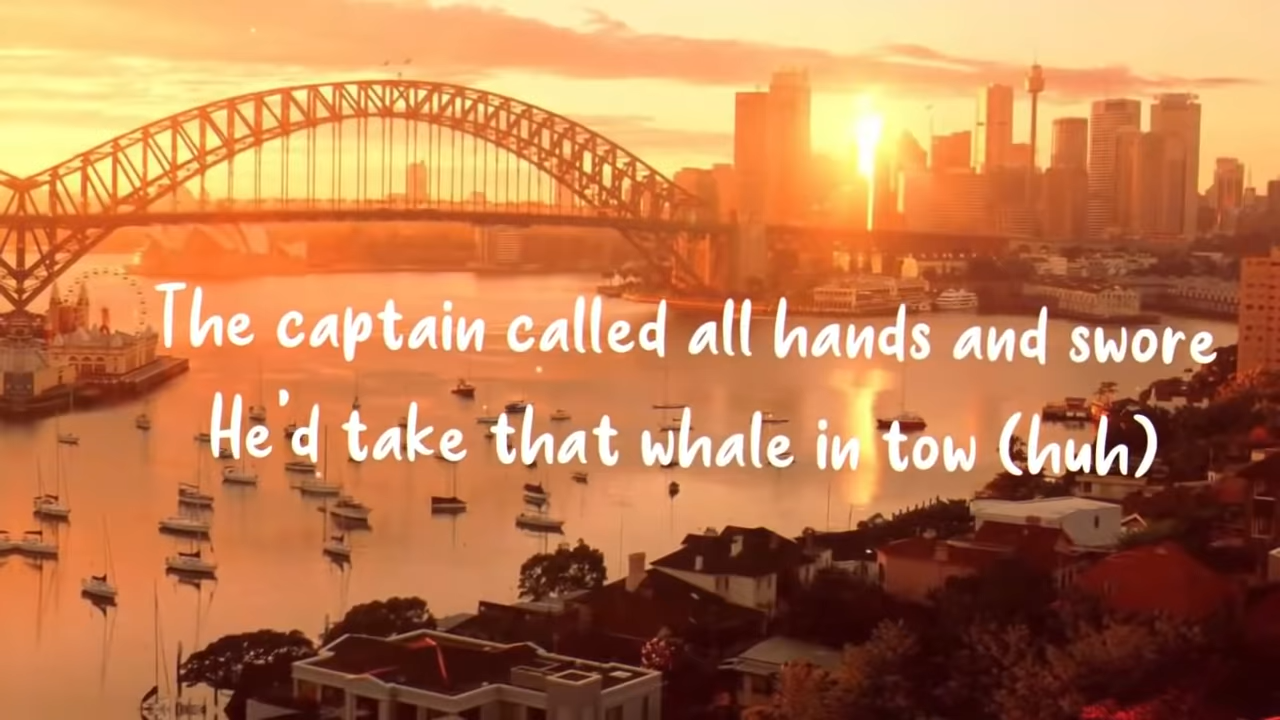 The captain called all hands and swore
He'd take that whale in tow (huh)